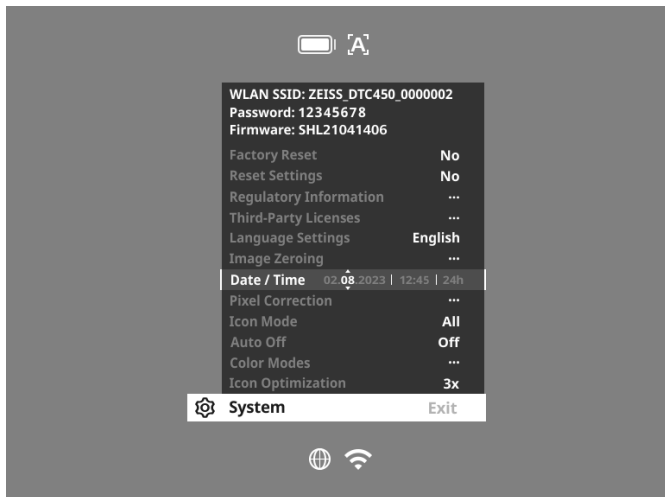 [A]
WLAN SSID: ZEISS_DTC450_0000002
Password: 12345678
Firmware: SHL21041406
Factory Reset No
Reset Settings No
Regulatory Information ...
Third-Party Licenses ...
Language Settings English
Image Zeroing ...
Date / Time 02.08.2023 | 12:45 | 24h
Pixel Correction ...
Icon Mode All
Auto Off Off
Color Modes ...
Icon Optimization 3x
System Exit